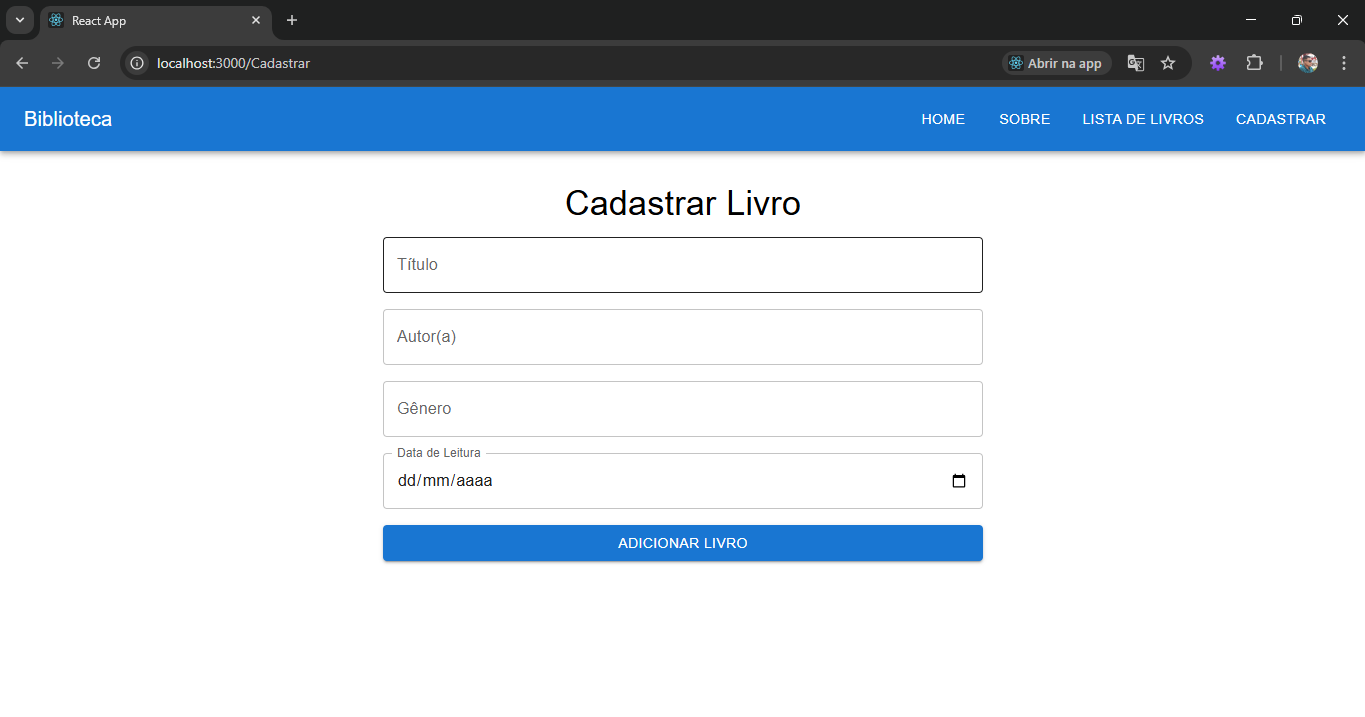 React App
localhost:3000/Cadastrar
Abrir na app
Biblioteca
HOME
SOBRE
LISTA DE LIVROS
CADASTRAR
Cadastrar Livro
Título
Autor(a)
Gênero
Data de Leitura
dd/mm/aaaa
ADICIONAR LIVRO